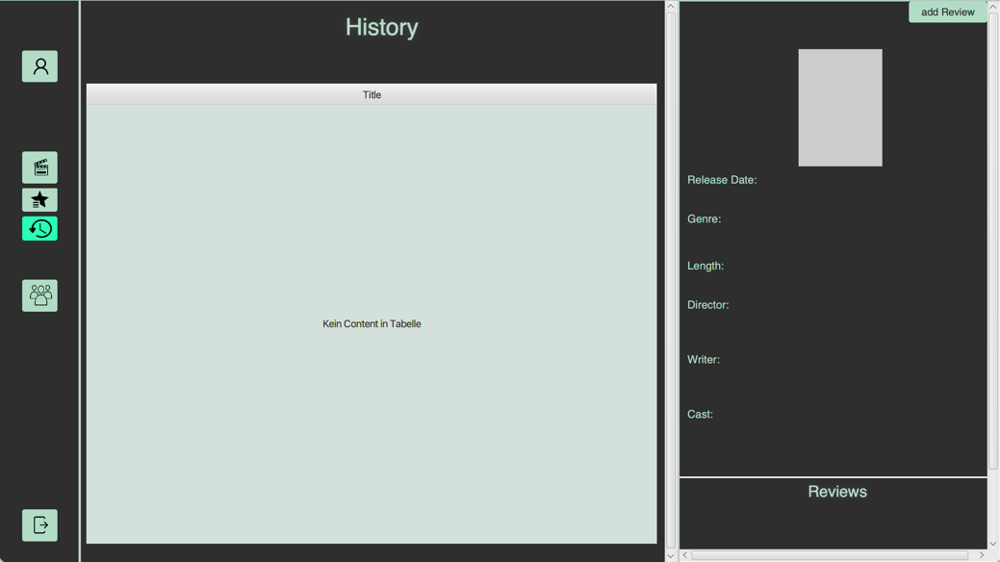 History
Title
Kein Content in Tabelle
add Review
Release Date:
Genre:
Length:
Director:
Writer:
Cast:
Reviews